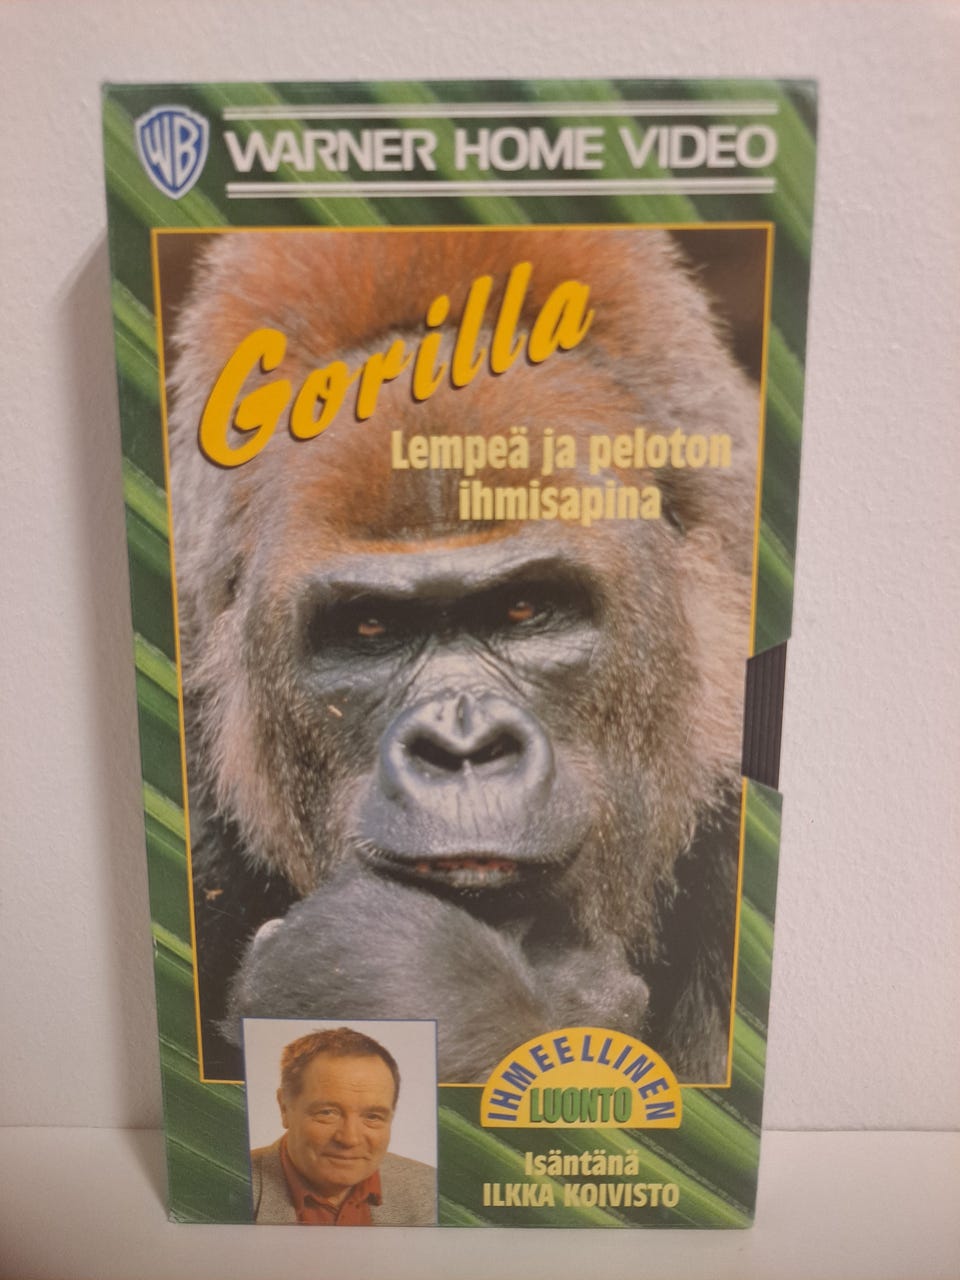 WB
WARNER HOME VIDEO
Gorilla
Lempeä ja peloton
ihmisapina
IHMEELLINEN
LUONTO
Isäntänä
ILKKA KOIVISTO